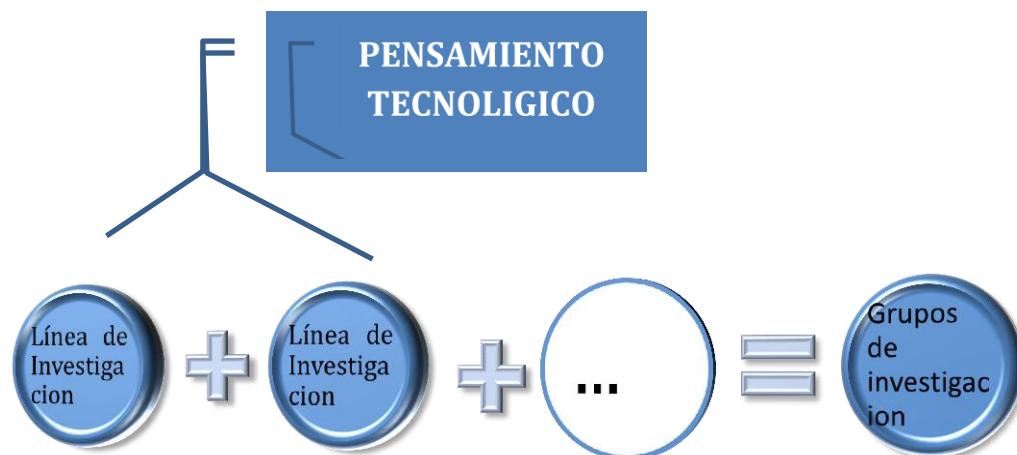 PENSAMIENTO
TECNOLIGICO
Línea de
Investiga
cion
Línea de
Investiga
cion
...
Grupos
de
investigac
ion